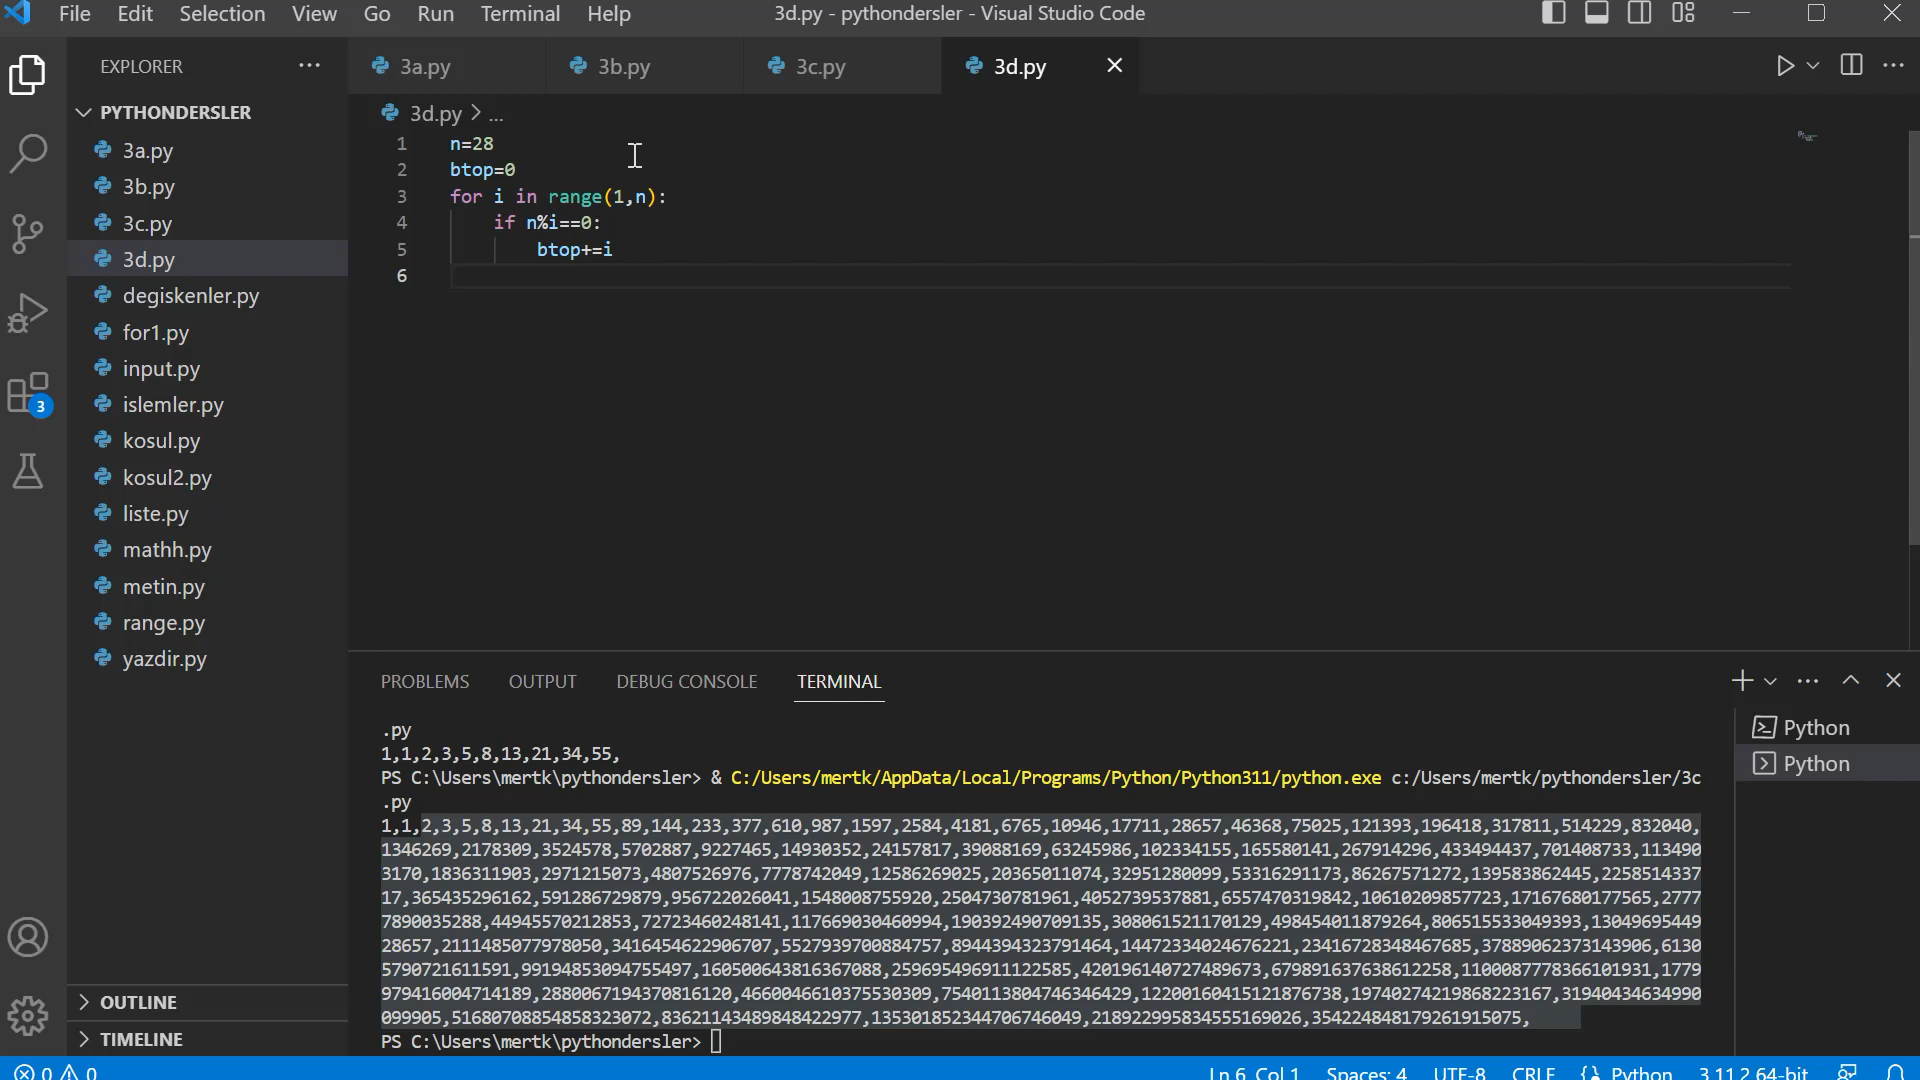 File Edit Selection View Go Run Terminal Help 3d.py - pythondersler - Visual Studio Code
EXPLORER
3a.py 3b.py 3c.py 3d.py
PYTHONDERSLER
3a.py
3b.py
3c.py
3d.py
degiskenler.py
for1.py
input.py
islemler.py
kosul.py
kosul2.py
liste.py
mathh.py
metin.py
range.py
yazdir.py
OUTLINE
TIMELINE
3
3d.py > ...
1 n=28
2 btop=0
3 for i in range(1,n):
4 if n%i==0:
5 btop+=i
6
PROBLEMS OUTPUT DEBUG CONSOLE TERMINAL
.py
1,1,2,3,5,8,13,21,34,55,
PS C:\Users\mertk\pythondersler> & C:/Users/mertk/AppData/Local/Programs/Python/Python311/python.exe c:/Users/mertk/pythondersler/3c
.py
1,1,2,3,5,8,13,21,34,55,89,144,233,377,610,987,1597,2584,4181,6765,10946,17711,28657,46368,75025,121393,196418,317811,514229,832040,
1346269,2178309,3524578,5702887,9227465,14930352,24157817,39088169,63245986,102334155,165580141,267914296,433494437,701408733,113490
3170,1836311903,2971215073,4807526976,7778742049,12586269025,20365011074,32951280099,53316291173,86267571272,139583862445,2258514337
17,365435296162,591286729879,956722026041,1548008755920,2504730781961,4052739537881,6557470319842,10610209857723,17167680177565,2777
7890035288,44945570212853,72723460248141,117669030460994,190392490709135,308061521170129,498454011879264,806515533049393,13049695449
28657,2111485077978050,3416454622906707,5527939700884757,8944394323791464,14472334024676221,23416728348467685,37889062373143906,6130
5790721611591,99194853094755497,160500643816367088,259695496911122585,420196140727489673,679891637638612258,1100087778366101931,1779
979416004714189,2880067194370816120,4660046610375530309,7540113804746346429,12200160415121876738,19740274219868223167,31940434634990
099905,51680708854858323072,83621143489848422977,135301852344706746049,218922995834555169026,354224848179261915075,
PS C:\Users\mertk\pythondersler>
Python
Python
0 0 Ln 6, Col 1 Spaces: 4 UTF-8 CRLF {} Python 3.11.2 64-bit